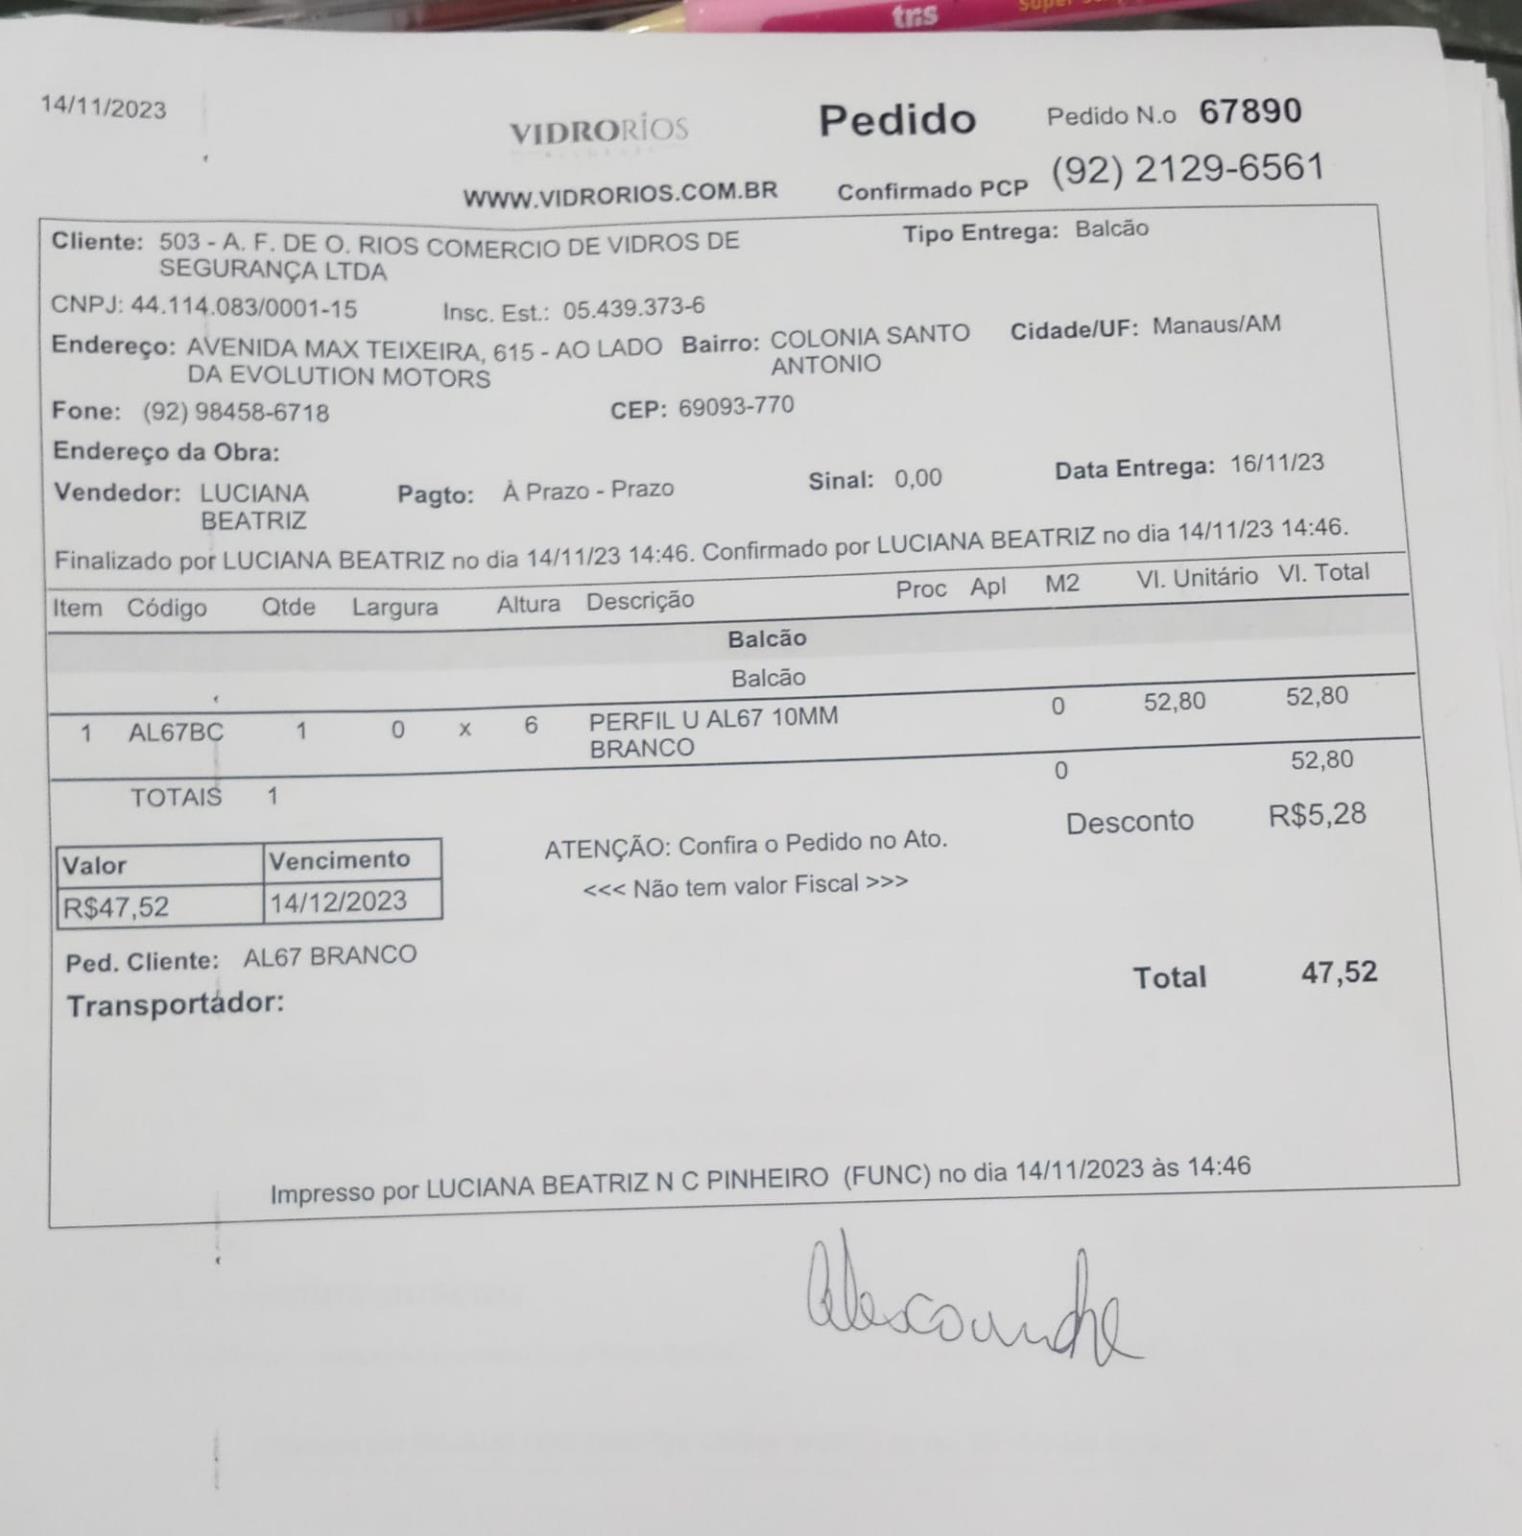 tris
Super
14/11/2023
VIDRORIOS
Pedido
Pedido N.o 67890
WWW.VIDRORIOS.COM.BR
Confirmado PCP (92) 2129-6561
Cliente: 503 - A. F. DE O. RIOS COMERCIO DE VIDROS DE Tipo Entrega: Balcão
SEGURANÇA LTDA
CNPJ: 44.114.083/0001-15 Insc. Est.: 05.439.373-6
Endereço: AVENIDA MAX TEIXEIRA, 615 - AO LADO Bairro: COLONIA SANTO Cidade/UF: Manaus/AM
DA EVOLUTION MOTORS ANTONIO
Fone: (92) 98458-6718 CEP: 69093-770
Endereço da Obra:
Vendedor: LUCIANA Pagto: À Prazo - Prazo Sinal: 0,00 Data Entrega: 16/11/23
BEATRIZ
Finalizado por LUCIANA BEATRIZ no dia 14/11/23 14:46. Confirmado por LUCIANA BEATRIZ no dia 14/11/23 14:46.
Item Código Qtde Largura Altura Descrição Proc Apl M2 Vl. Unitário Vl. Total
Balcão
Balcão
1 AL67BC 1 0 x 6 PERFIL U AL67 10MM 0 52,80 52,80
BRANCO
TOTAIS 1 0 52,80
ATENÇÃO: Confira o Pedido no Ato. Desconto R$5,28
Valor Vencimento
<<< Não tem valor Fiscal >>>
R$47,52 14/12/2023
Ped. Cliente: AL67 BRANCO
Total 47,52
Transportador:
Impresso por LUCIANA BEATRIZ N C PINHEIRO (FUNC) no dia 14/11/2023 às 14:46